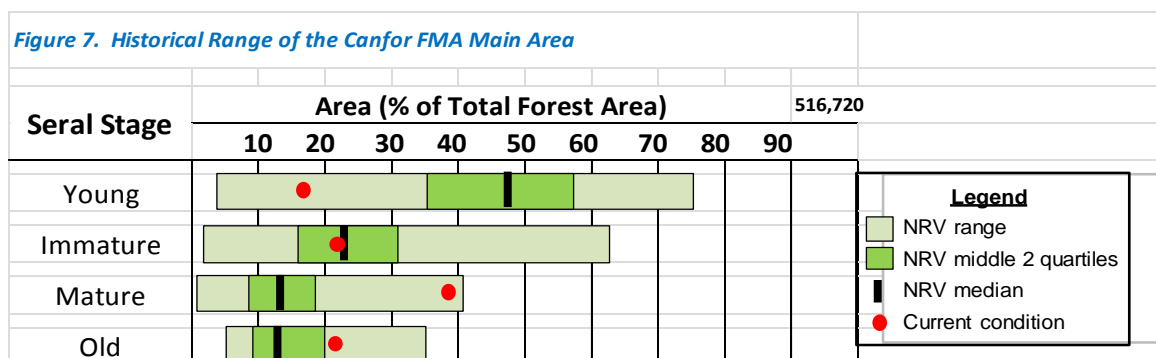 Figure 7. Historical Range of the Canfor FMA Main Area
Seral Stage
Area (% of Total Forest Area)
516,720
10 20 30 40 50 60 70 80 90
Young
Immature
Mature
Old
Legend
NRV range
NRV middle 2 quartiles
NRV median
Current condition